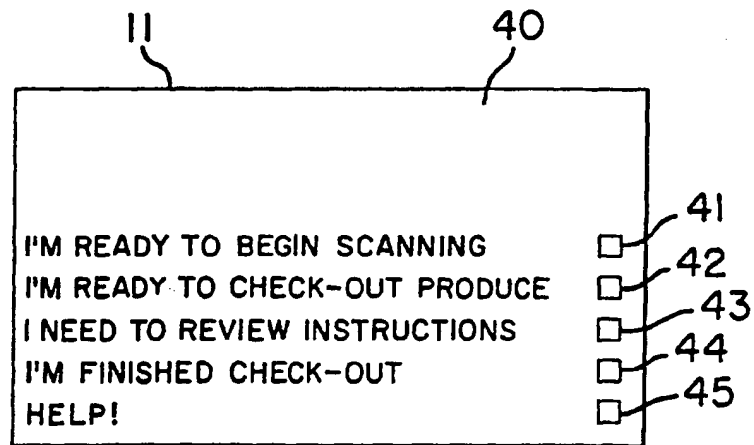 11 40
I'M READY TO BEGIN SCANNING 41
I'M READY TO CHECK-OUT PRODUCE 42
I NEED TO REVIEW INSTRUCTIONS 43
I'M FINISHED CHECK-OUT 44
HELP! 45